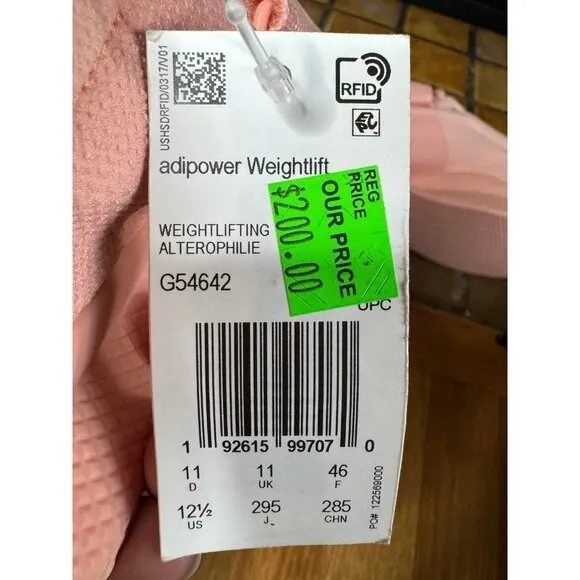 USHSDRFID/0317/V01
RFID
adipower Weightlift
REG
PRICE
OUR PRICE
$200.00
WEIGHTLIFTING
ALTEROPHILIE
G54642
UPC
1 92615 99707 0
11 11 46
D UK F
12½ 295 285
US J CHN
PO# 122569000